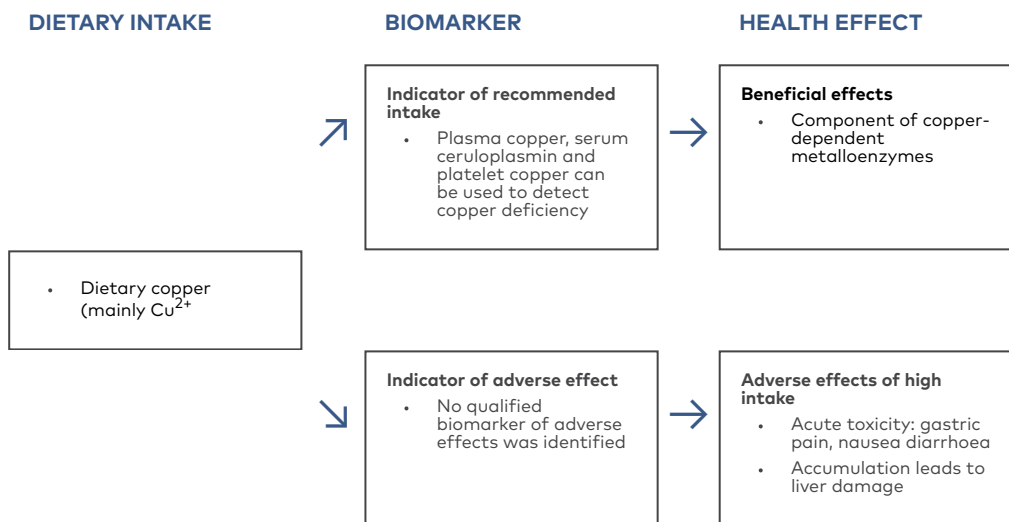 DIETARY INTAKE
BIOMARKER
HEALTH EFFECT
Indicator of recommended
intake
• Plasma copper, serum
ceruloplasmin and
platelet copper can
be used to detect
copper deficiency
Beneficial effects
• Component of copper-
dependent
metalloenzymes
• Dietary copper
(mainly Cu²⁺
Indicator of adverse effect
• No qualified
biomarker of adverse
effects was identified
Adverse effects of high
intake
• Acute toxicity: gastric
pain, nausea diarrhoea
• Accumulation leads to
liver damage